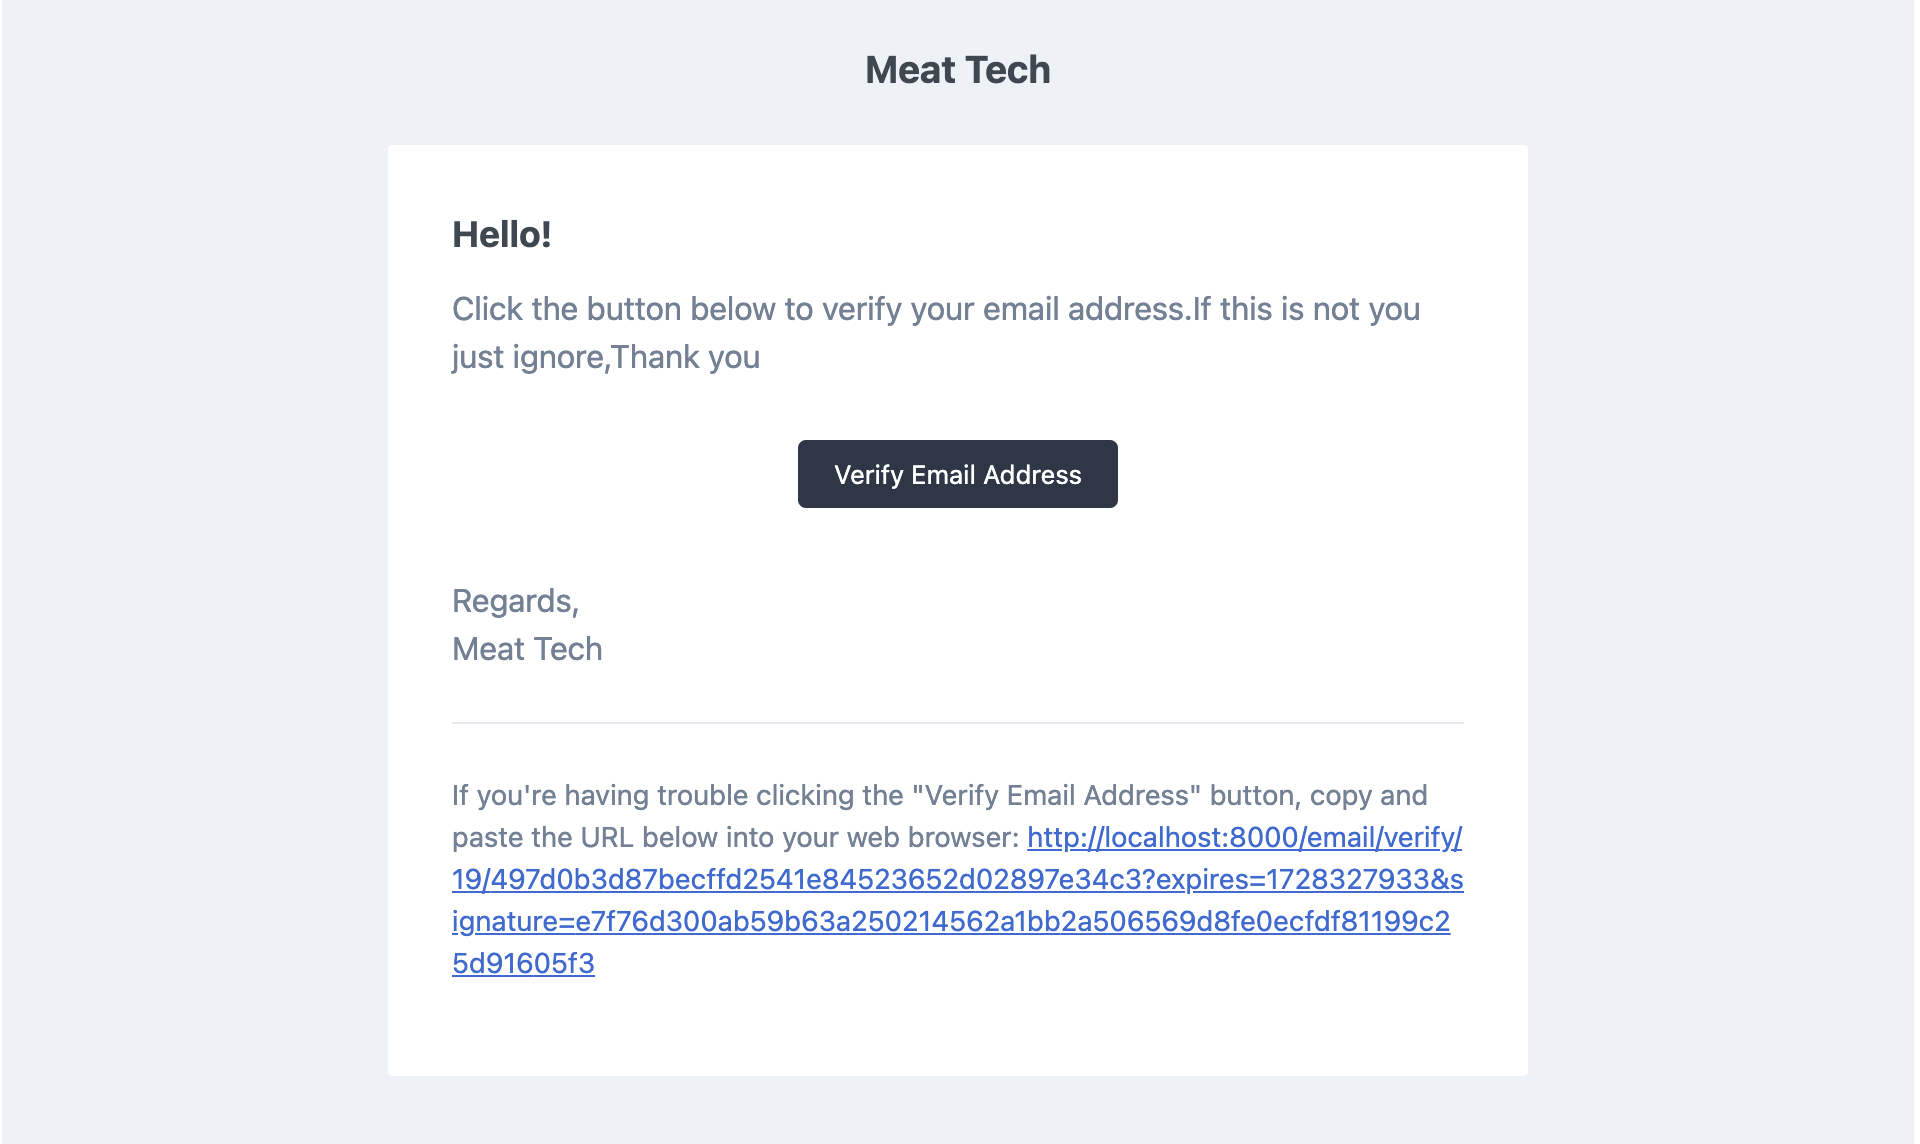 Meat Tech
Hello!
Click the button below to verify your email address.If this is not you
just ignore,Thank you
Verify Email Address
Regards,
Meat Tech
If you're having trouble clicking the "Verify Email Address" button, copy and
paste the URL below into your web browser: http://localhost:8000/email/verify/
19/497d0b3d87becffd2541e84523652d02897e34c3?expires=1728327933&s
ignature=e7f76d300ab59b63a250214562a1bb2a506569d8fe0ecfdf81199c2
5d91605f3